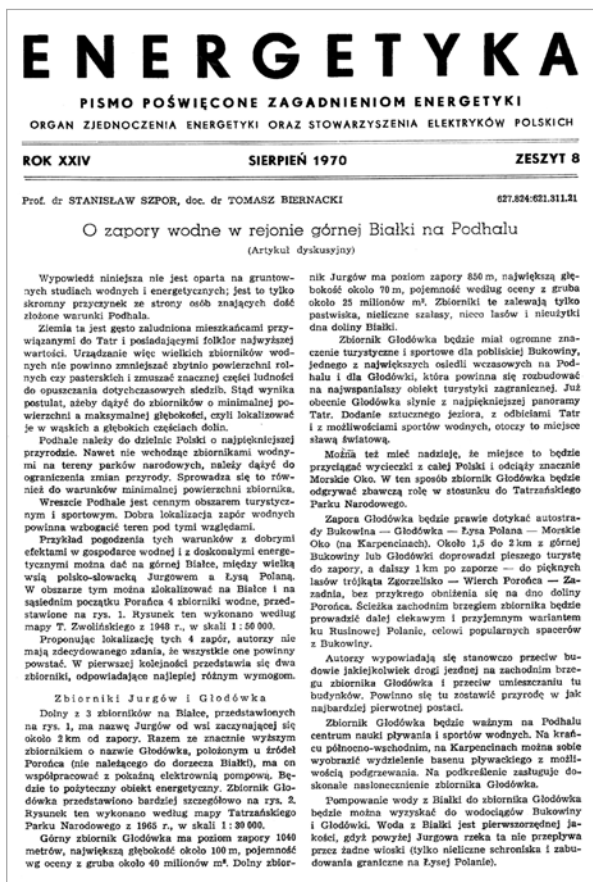 ENERGETYKA
PISMO POŚWIĘCONE ZAGADNIENIOM ENERGETYKI
ORGAN ZJEDNOCZENIA ENERGETYKI ORAZ STOWARZYSZENIA ELEKTRYKÓW POLSKICH
ROK XXIV SIERPIEŃ 1970 ZESZYT 8
Prof. dr STANISŁAW SZPOR, doc. dr TOMASZ BIERNACKI 627.824:621.311.21
O zapory wodne w rejonie górnej Białki na Podhalu
(Artykuł dyskusyjny)
Wypowiedź niniejsza nie jest oparta na gruntow-
nych studiach wodnych i energetycznych; jest to tylko
skromny przyczynek ze strony osób znających dość
złożone warunki Podhala.
Ziemia ta jest gęsto zaludniona mieszkańcami przy-
wiązanymi do Tatr i posiadającymi folklor najwyższej
wartości. Urządzanie więc wielkich zbiorników wod-
nych nie powinno zmniejszać zbytnio powierzchni rol-
nych czy pasterskich i zmuszać znacznej części ludności
do opuszczania dotychczasowych siedzib. Stąd wynika
postulat, ażeby dążyć do zbiorników o minimalnej po-
wierzchni a maksymalnej głębokości, czyli lokalizować
je w wąskich a głębokich częściach dolin.
Podhale należy do dzielnic Polski o najpiękniejszej
przyrodzie. Nawet nie wchodząc zbiornikami wodny-
mi na tereny parków narodowych, należy dążyć do
ograniczenia zmian przyrody. Sprowadza się to rów-
nież do warunków minimalnej powierzchni zbiornika.
Wreszcie Podhale jest cennym obszarem turystycz-
nym i sportowym. Dobra lokalizacja zapór wodnych
powinna wzbogacić teren pod tymi względami.
Przykład pogodzenia tych warunków z dobrymi
efektami w gospodarce wodnej i z doskonałymi energe-
tycznymi można dać na górnej Białce, między wielką
wsią polsko-słowacką Jurgowem a Łysą Polaną.
W obszarze tym można zlokalizować na Białce i na
sąsiednim początku Porańca 4 zbiorniki wodne, przed-
stawione na rys. 1. Rysunek ten wykonano według
mapy T. Zwolińskiego z 1948 r., w skali 1 : 50 000.
Proponując lokalizację tych 4 zapór, autorzy nie
mają zdecydowanego zdania, że wszystkie one powinny
powstać. W pierwszej kolejności przedstawia się dwa
zbiorniki, odpowiadające najlepiej różnym wymogom.
Zbiorniki Jurgów i Głodówka
Dolny z 3 zbiorników na Białce, przedstawionych
na rys. 1, ma nazwę Jurgów od wsi zaczynającej się
około 2 km od zapory. Razem ze znacznie wyższym
zbiornikiem o nazwie Głodówka, położonym u źródeł
Porońca (nie należącego do dorzecza Białki), ma on
współpracować z pokaźną elektrownią pompową. Bę-
dzie to pożyteczny obiekt energetyczny. Zbiornik Gło-
dówka przedstawiono bardziej szczegółowo na rys. 2.
Rysunek ten wykonano według mapy Tatrzańskiego
Parku Narodowego z 1965 r., w skali 1 : 30 000.
Górny zbiornik Głodówka ma poziom zapory 1040
metrów, największą głębokość około 100 m, pojemność
wg oceny z gruba około 40 milionów m³. Dolny zbior-
nik Jurgów ma poziom zapory 850 m, największą głę-
bokość około 70 m, pojemność według oceny z gruba
około 25 milionów m³. Zbiorniki te zalewają tylko
pastwiska, nieliczne szałasy, nieco lasów i nieużytki
dna doliny Białki.
Zbiornik Głodówka będzie miał ogromne zna-
czenie turystyczne i sportowe dla pobliskiej Bukowiny,
jednego z największych osiedli wczasowych na Pod-
halu i dla Głodówki, która powinna się rozbudować
na najwspanialszy obiekt turystyki zagranicznej. Już
obecnie Głodówka słynie z najpiękniejszej panoramy
Tatr. Dodanie sztucznego jeziora, z odbiciami Tatr
i z możliwościami sportów wodnych, otoczy to miejsce
sławą światową.
Można też mieć nadzieję, że miejsce to będzie
przyciągać wycieczki z całej Polski i odciąży znacznie
Morskie Oko. W ten sposób zbiornik Głodówka będzie
odgrywać zbawczą rolę w stosunku do Tatrzańskiego
Parku Narodowego.
Zapora Głodówka będzie prawie dotykać autostra-
dy Bukowina — Głodówka — Łysa Polana — Morskie
Oko (na Karpencinach). Około 1,5 do 2 km z górnej
Bukowiny lub Głodówki doprowadzi pieszego turystę
do zapory, a dalszy 1 km po zaporze — do pięknych
lasów trójkąta Zgorzelisko — Wierch Porońca — Za-
zadnia, bez przykrego obniżenia się na dno doliny
Porońca. Ścieżka zachodnim brzegiem zbiornika będzie
prowadzić dalej ciekawym i przyjemnym wariantem
ku Rusinowej Polanie, celowi popularnych spacerów
z Bukowiny.
Autorzy wypowiadają się stanowczo przeciw bu-
dowie jakiejkolwiek drogi jezdnej na zachodnim brze-
gu zbiornika Głodówka i przeciw umieszczaniu tu
budynków. Powinno się tu zostawić przyrodę w jak
najbardziej pierwotnej postaci.
Zbiornik Głodówka będzie ważnym na Podhalu
centrum nauki pływania i sportów wodnych. Na krań-
cu północno-wschodnim, na Karpencinach można sobie
wyobrazić wydzielenie basenu pływackiego z możli-
wością podgrzewania. Na podkreślenie zasługuje do-
skonałe nasłonecznienie zbiornika Głodówka.
Pompowanie wody z Białki do zbiornika Głodówka
będzie można wyzyskać do wodociągów Bukowiny
i Głodówki. Woda z Białki jest pierwszorzędnej ja-
kości, gdyż powyżej Jurgowa rzeka ta nie przepływa
przez żadne wioski (tylko nieliczne schroniska i zabu-
dowania graniczne na Łysej Polanie).